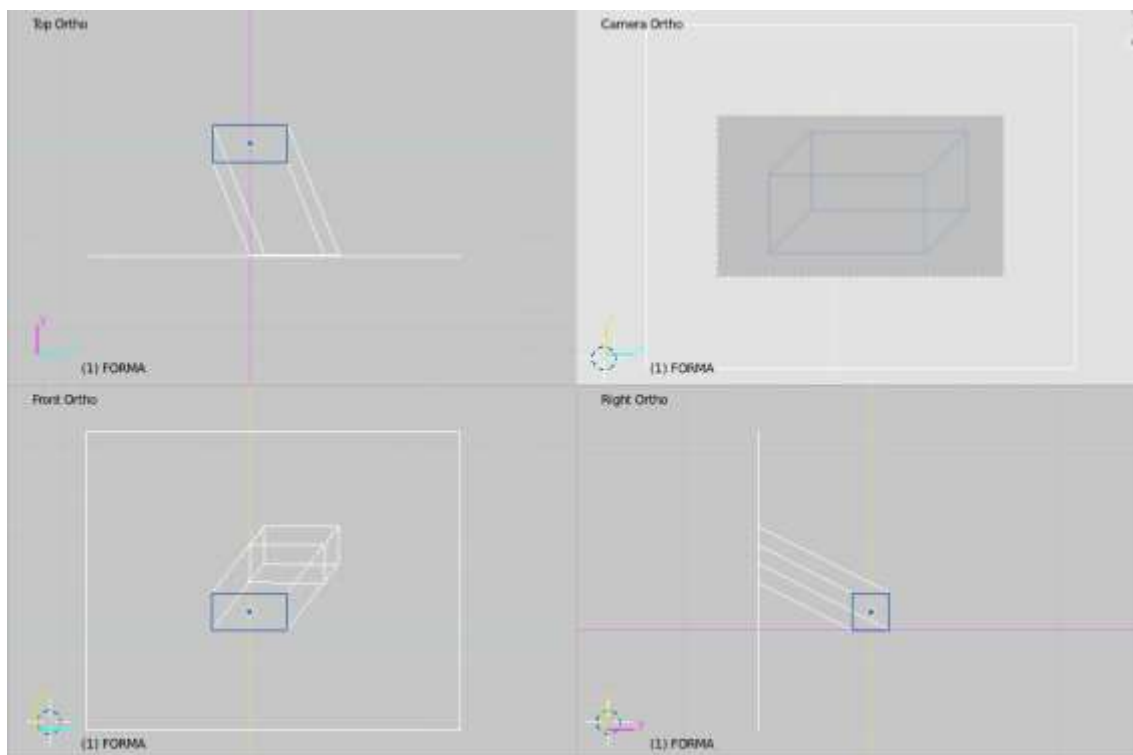 Top Ortho
Camera Ortho
(1) FORMA
(1) FORMA
Front Ortho
Right Ortho
(1) FORMA
(1) FORMA